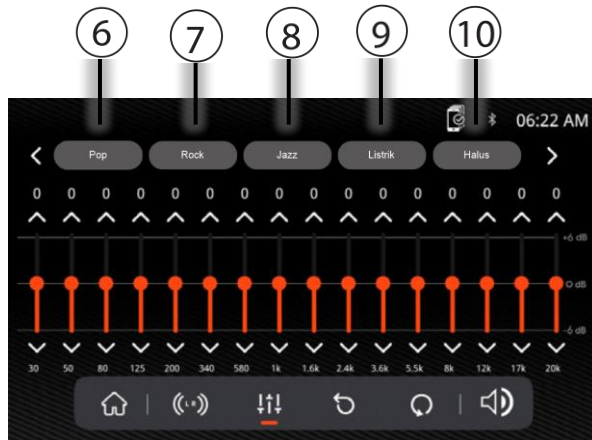 6 7 8 9 10
06:22 AM
Pop Rock Jazz Listrik Halus
0 0 0 0 0 0 0 0 0 0 0 0 0 0 0 0
+6 dB
0 dB
-6 dB
30 50 80 125 200 340 580 1k 1.6k 2.4k 3.6k 5.5k 8k 12k 17k 20k
L R